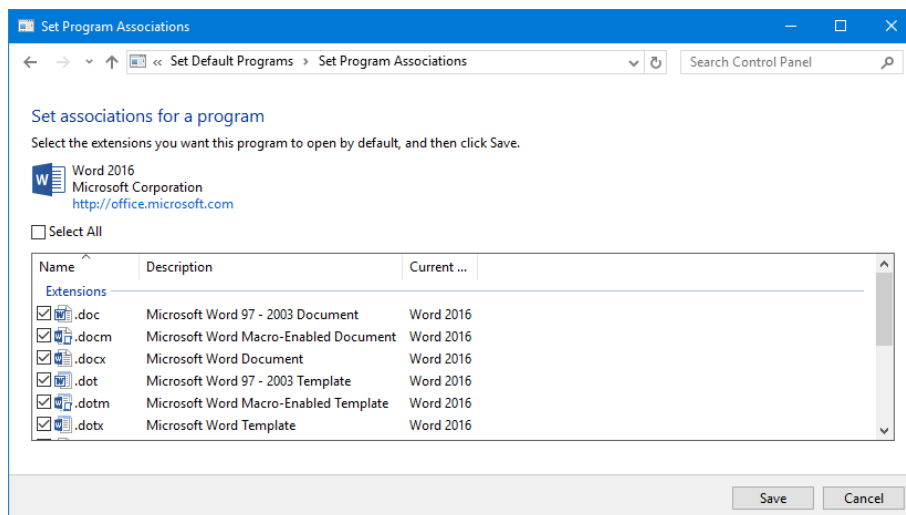 Set Program Associations
« Set Default Programs › Set Program Associations
Search Control Panel
Set associations for a program
Select the extensions you want this program to open by default, and then click Save.
Word 2016
Microsoft Corporation
http://office.microsoft.com
Select All
Name Description Current ...
Extensions
.doc Microsoft Word 97 - 2003 Document Word 2016
.docm Microsoft Word Macro-Enabled Document Word 2016
.docx Microsoft Word Document Word 2016
.dot Microsoft Word 97 - 2003 Template Word 2016
.dotm Microsoft Word Macro-Enabled Template Word 2016
.dotx Microsoft Word Template Word 2016
Save Cancel